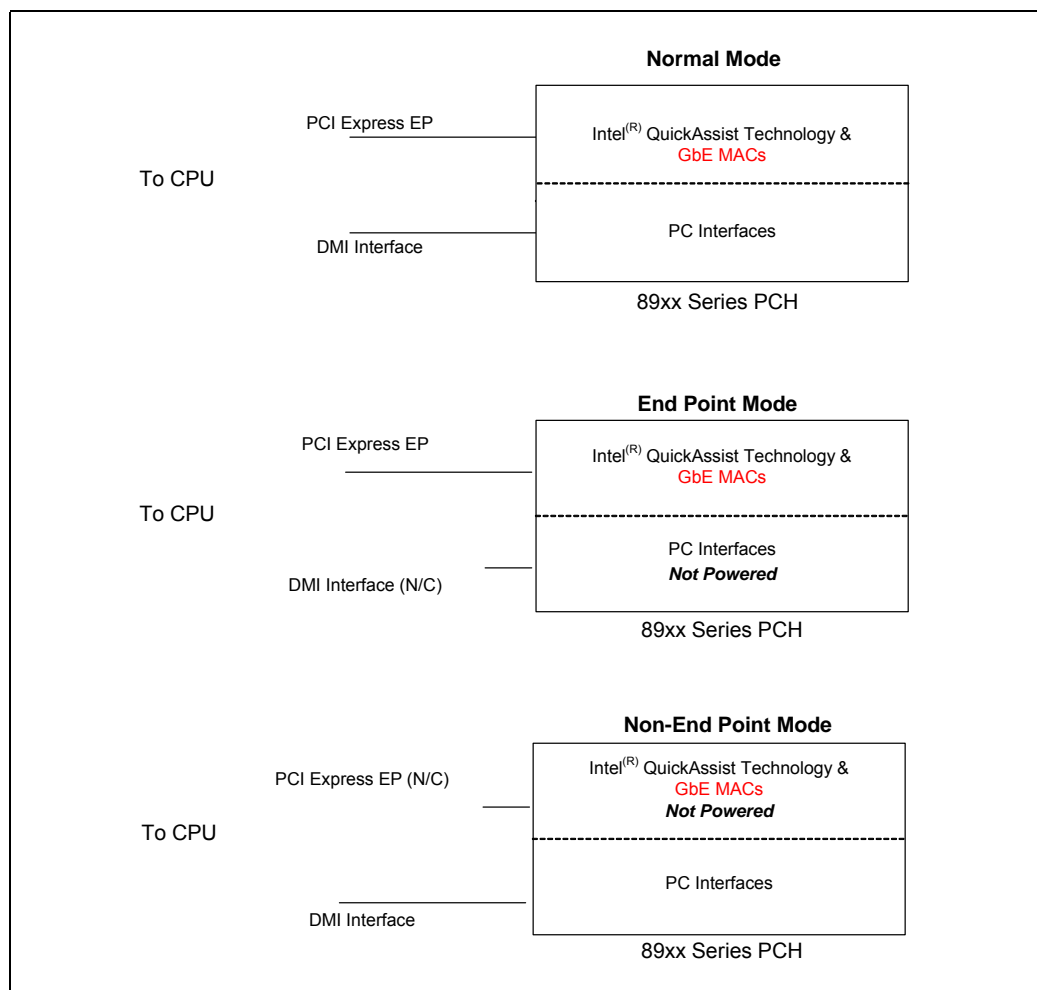 Normal Mode
PCI Express EP
Intel(R) QuickAssist Technology &
GbE MACs
To CPU
DMI Interface
PC Interfaces
89xx Series PCH
End Point Mode
PCI Express EP
Intel(R) QuickAssist Technology &
GbE MACs
To CPU
DMI Interface (N/C)
PC Interfaces
Not Powered
89xx Series PCH
Non-End Point Mode
PCI Express EP (N/C)
Intel(R) QuickAssist Technology &
GbE MACs
Not Powered
To CPU
DMI Interface
PC Interfaces
89xx Series PCH